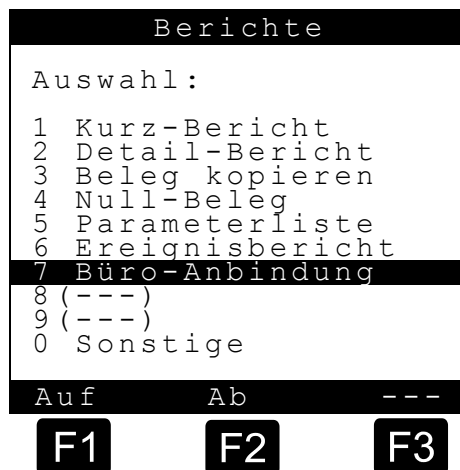 Berichte
Auswahl:
1 Kurz-Bericht
2 Detail-Bericht
3 Beleg kopieren
4 Null-Beleg
5 Parameterliste
6 Ereignisbericht
7 Büro-Anbindung
8(---)
9(---)
0 Sonstige
Auf Ab ---
F1 F2 F3